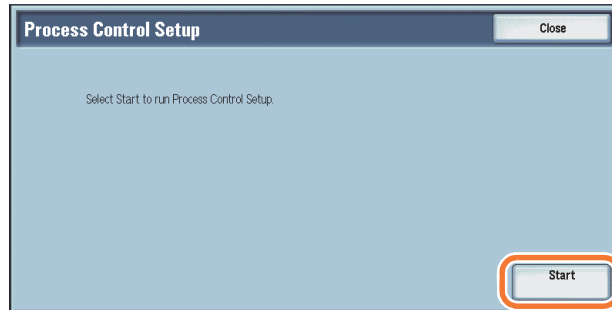 Process Control Setup
Close
Select Start to run Process Control Setup.
Start